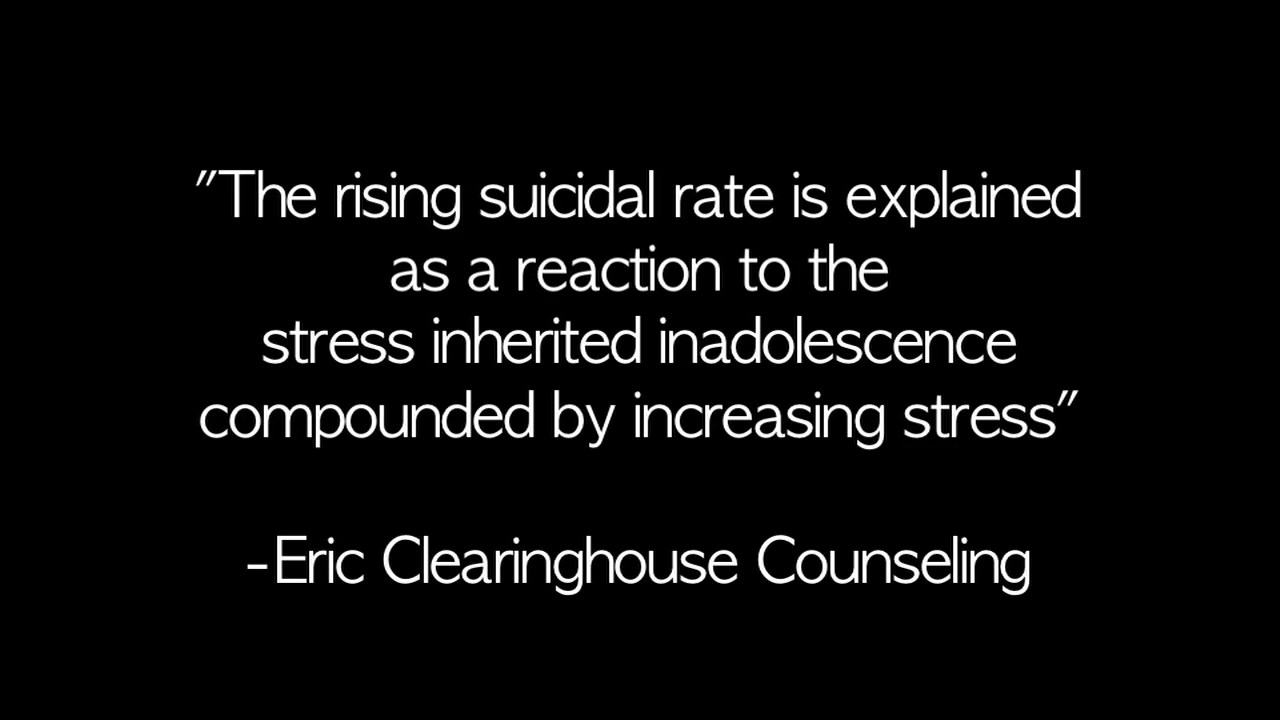 "The rising suicidal rate is explained
as a reaction to the
stress inherited inadolescence
compounded by increasing stress"
-Eric Clearinghouse Counseling